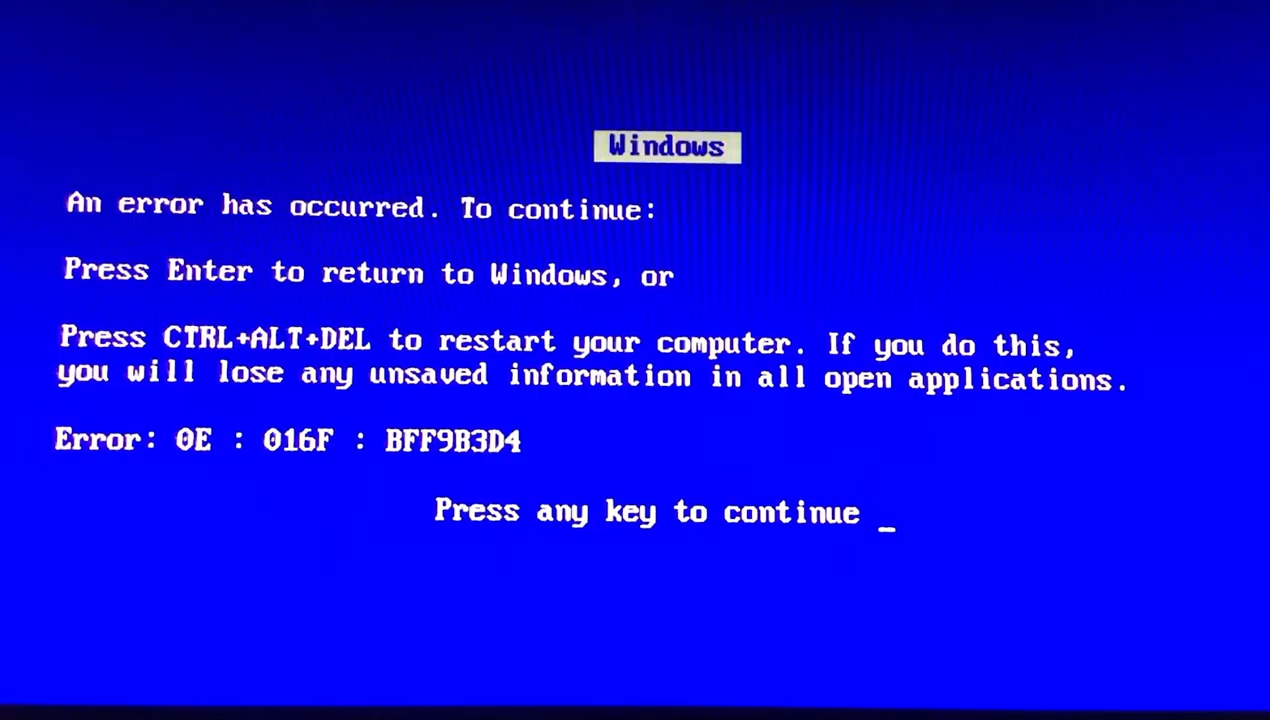 Windows
An error has occurred. To continue:
Press Enter to return to Windows, or
Press CTRL+ALT+DEL to restart your computer. If you do this,
you will lose any unsaved information in all open applications.
Error: 0E : 016F : BFF9B3D4
Press any key to continue _